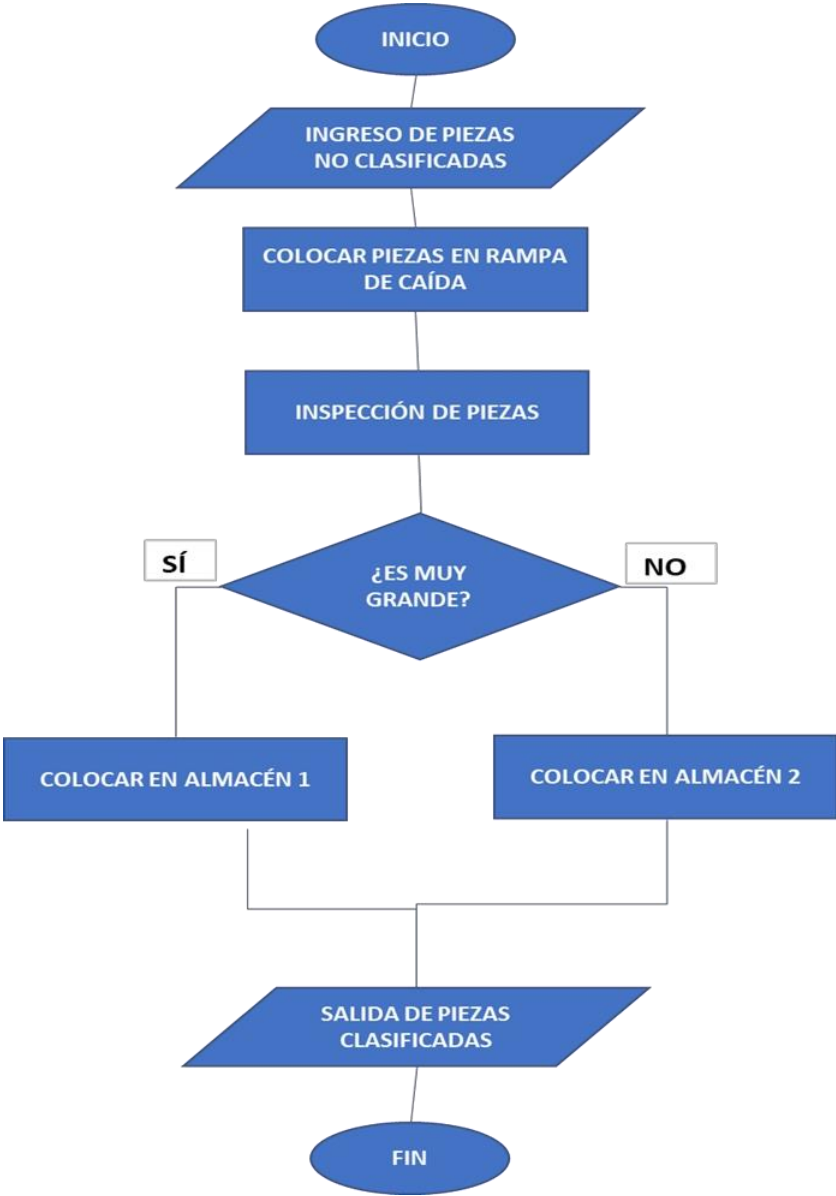 INICIO
INGRESO DE PIEZAS
NO CLASIFICADAS
COLOCAR PIEZAS EN RAMPA
DE CAÍDA
INSPECCIÓN DE PIEZAS
¿ES MUY
GRANDE?
SÍ
NO
COLOCAR EN ALMACÉN 1
COLOCAR EN ALMACÉN 2
SALIDA DE PIEZAS
CLASIFICADAS
FIN